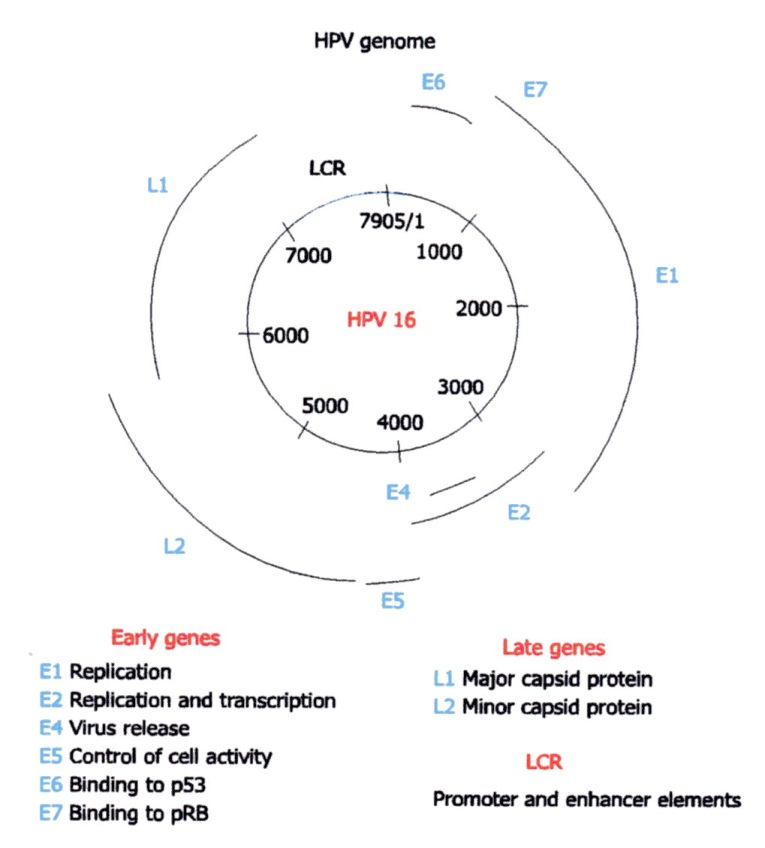 HPV genome
E6
E7
L1
LCR
7905/1
7000
1000
E1
HPV 16
2000
6000
3000
5000
4000
E4
E2
L2
E5
Early genes
E1 Replication
E2 Replication and transcription
E4 Virus release
E5 Control of cell activity
E6 Binding to p53
E7 Binding to pRB
Late genes
L1 Major capsid protein
L2 Minor capsid protein
LCR
Promoter and enhancer elements